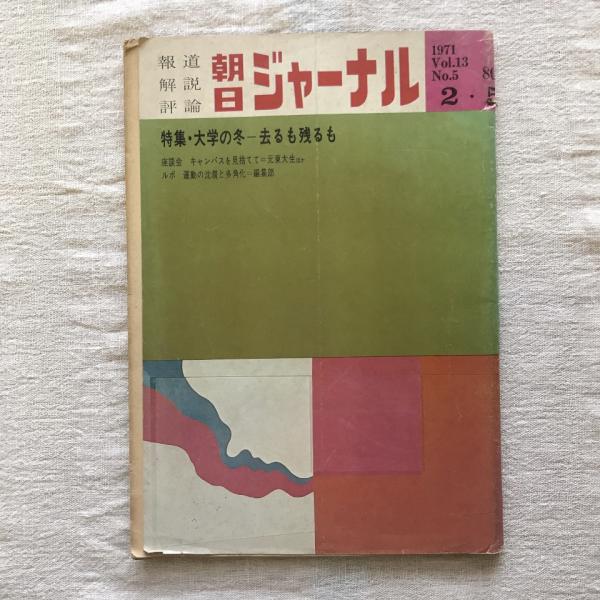 報道
解説
評論
朝日ジャーナル
1971
Vol.13
No.5
80
2・5
特集・大学の冬―去るも残るも
座談会 キャンパスを見捨てて=元東大生ほか
ルポ 運動の沈潜と多角化=編集部